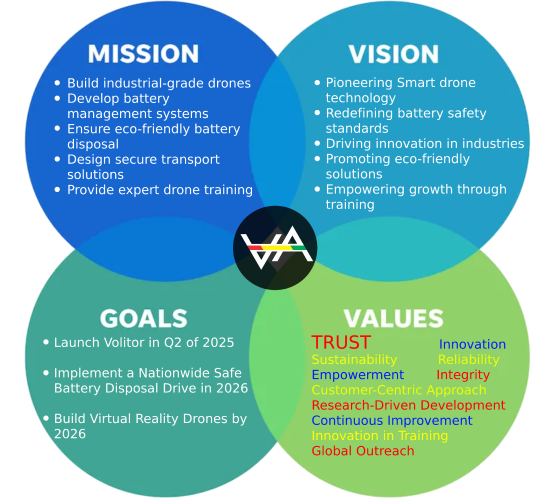 MISSION
Build industrial-grade drones
Develop battery
management systems
Ensure eco-friendly battery
disposal
Design secure transport
solutions
Provide expert drone training
VISION
Pioneering Smart drone
technology
Redefining battery safety
standards
Driving innovation in industries
Promoting eco-friendly
solutions
Empowering growth through
training
VA
GOALS
Launch Volitor in Q2 of 2025
Implement a Nationwide Safe
Battery Disposal Drive in 2026
Build Virtual Reality Drones by
2026
VALUES
TRUST Innovation
Sustainability Reliability
Empowerment Integrity
Customer-Centric Approach
Research-Driven Development
Continuous Improvement
Innovation in Training
Global Outreach